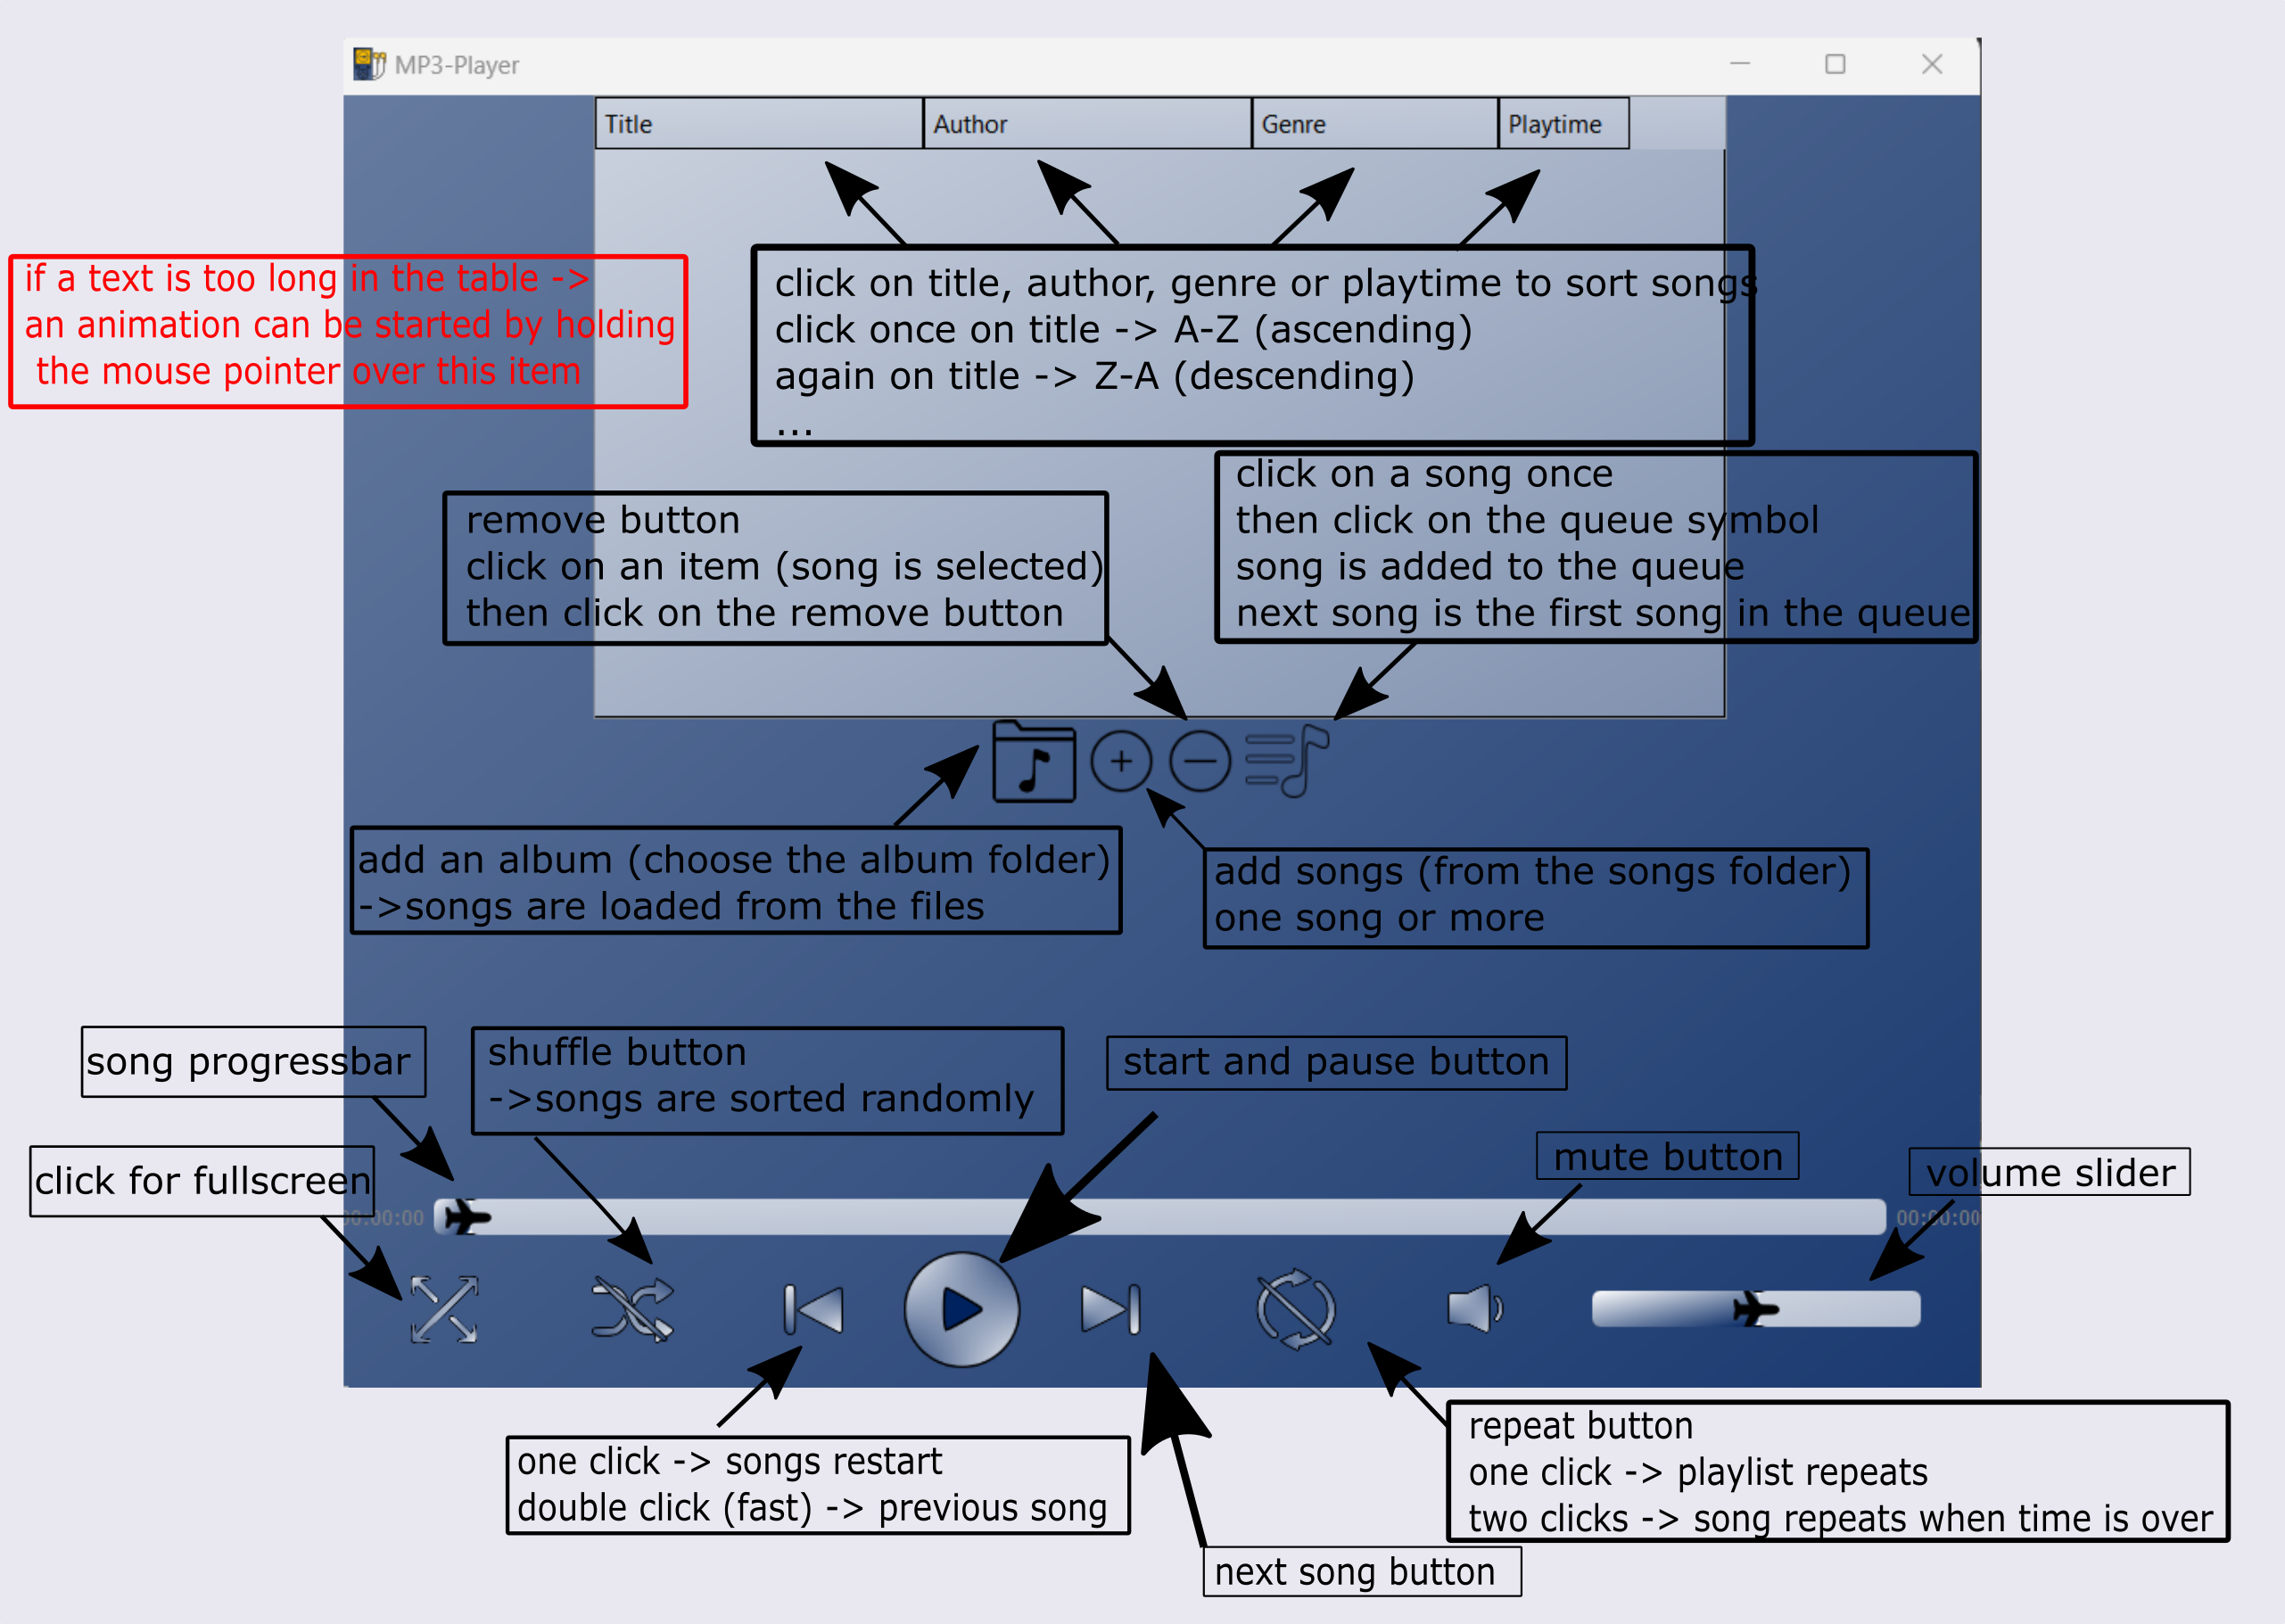 MP3-Player
Title Author Genre Playtime
if a text is too long in the table ->
an animation can be started by holding
the mouse pointer over this item
click on title, author, genre or playtime to sort songs
click once on title -> A-Z (ascending)
again on title -> Z-A (descending)
...
remove button
click on an item (song is selected)
then click on the remove button
click on a song once
then click on the queue symbol
song is added to the queue
next song is the first song in the queue
add an album (choose the album folder)
->songs are loaded from the files
add songs (from the songs folder)
one song or more
song progressbar
shuffle button
->songs are sorted randomly
start and pause button
click for fullscreen
mute button
volume slider
00:00:00
00:00:00
one click -> songs restart
double click (fast) -> previous song
next song button
repeat button
one click -> playlist repeats
two clicks -> song repeats when time is over